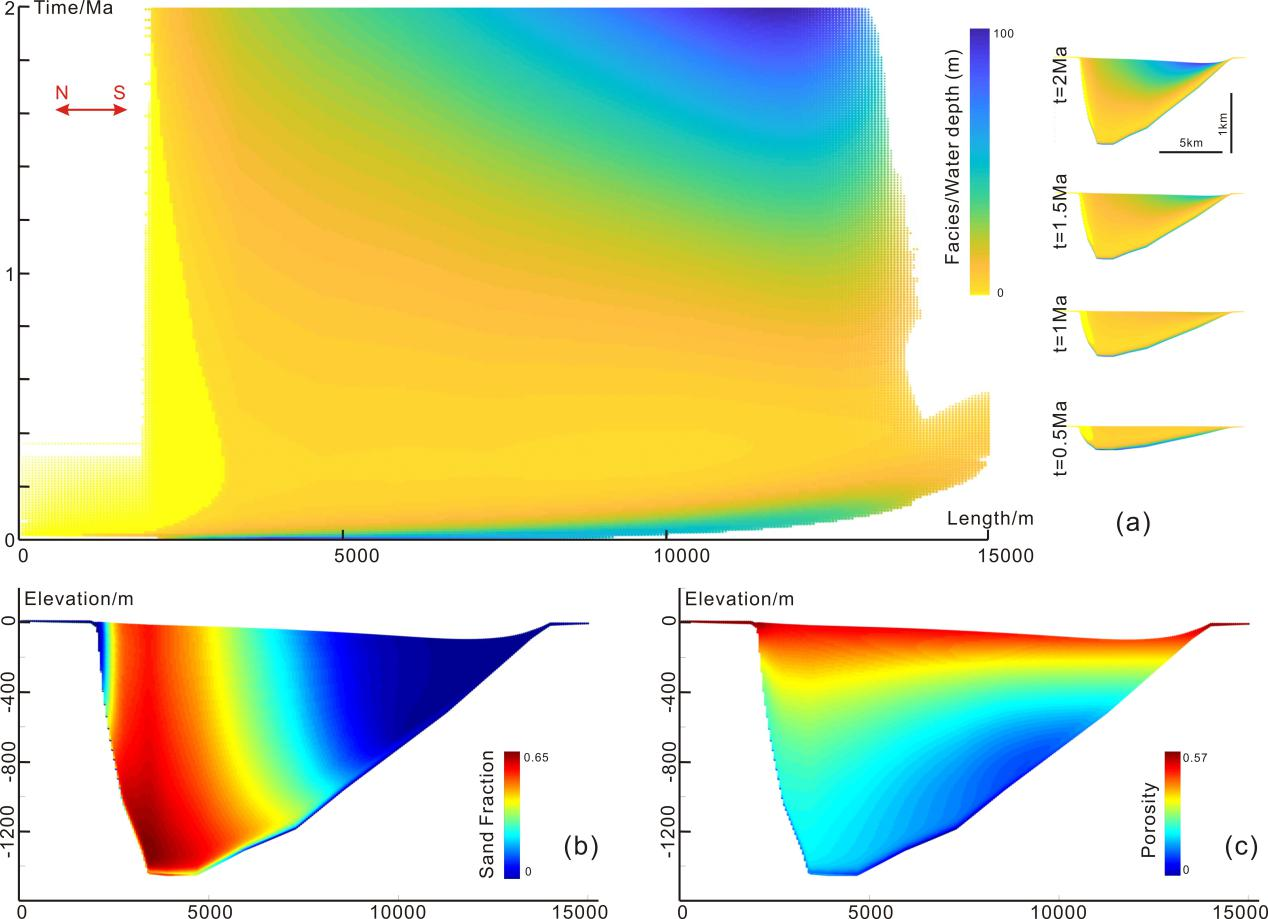 2
Time/Ma
N S
1
0
0 5000 10000 15000
Length/m
Facies/Water depth (m)
100
0
t=2Ma
1km
5km
t=1.5Ma
t=1Ma
t=0.5Ma
(a)
Elevation/m
0
-400
-800
-1200
0 5000 10000 15000
Sand Fraction
0.65
0
(b)
Elevation/m
0
-400
-800
-1200
0 5000 10000 15000
Porosity
0.57
0
(c)